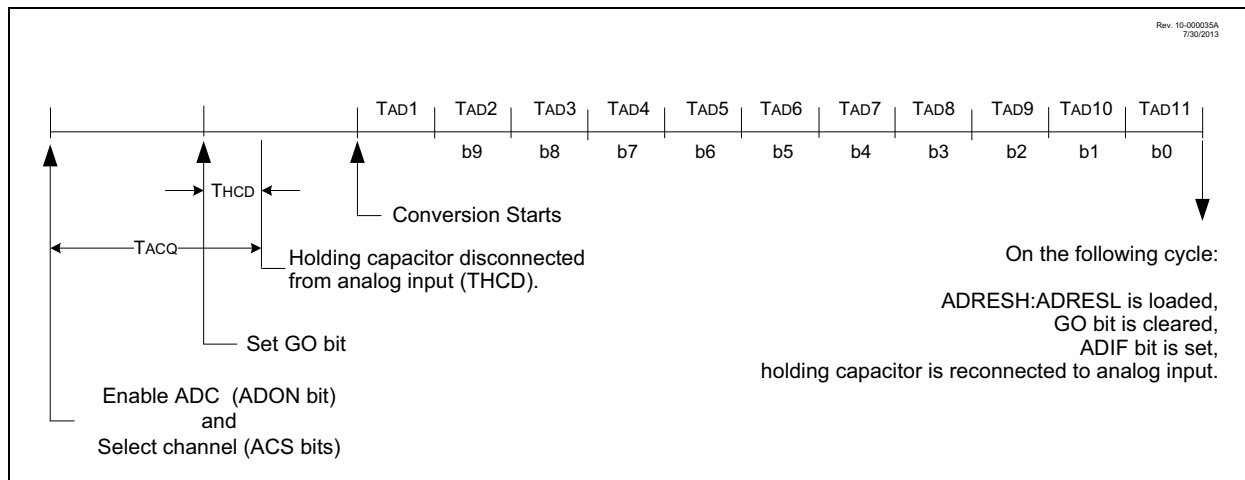 Rev. 10-000035A
7/30/2013
TAD1 TAD2 TAD3 TAD4 TAD5 TAD6 TAD7 TAD8 TAD9 TAD10 TAD11
b9 b8 b7 b6 b5 b4 b3 b2 b1 b0
THCD
Conversion Starts
TACQ
Holding capacitor disconnected
from analog input (THCD).
Set GO bit
Enable ADC (ADON bit)
and
Select channel (ACS bits)
On the following cycle:
ADRESH:ADRESL is loaded,
GO bit is cleared,
ADIF bit is set,
holding capacitor is reconnected to analog input.